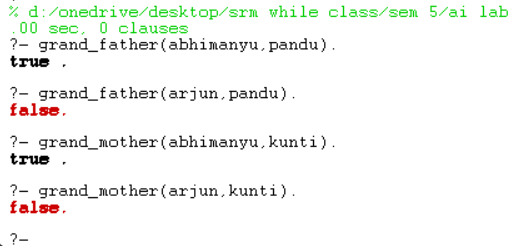 % d:/onedrive/desktop/srm while class/sem 5/ai lab
.00 sec, 0 clauses
?- grand_father(abhimanyu,pandu).
true .
?- grand_father(arjun,pandu).
false.
?- grand_mother(abhimanyu,kunti).
true .
?- grand_mother(arjun,kunti).
false.
?-